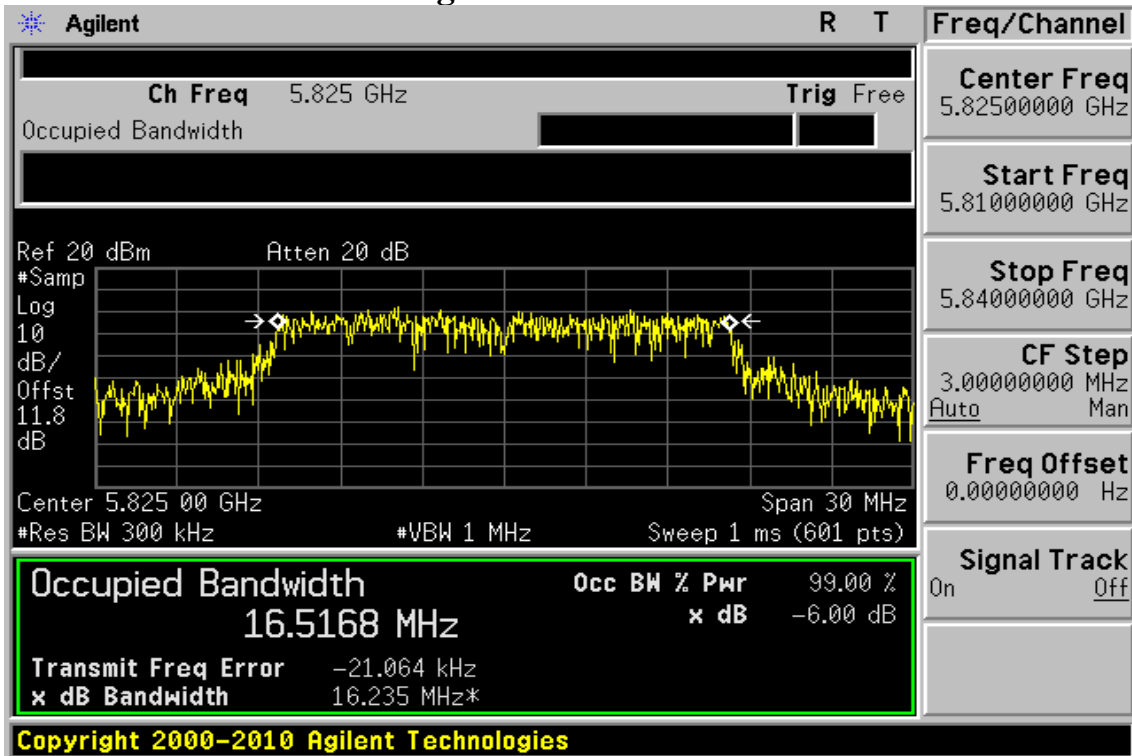 Agilent R T
Freq/Channel
Ch Freq 5.825 GHz Trig Free
Occupied Bandwidth
Center Freq
5.82500000 GHz
Start Freq
5.81000000 GHz
Stop Freq
5.84000000 GHz
CF Step
3.00000000 MHz
Auto Man
Freq Offset
0.00000000 Hz
Signal Track
On Off
Ref 20 dBm Atten 20 dB
#Samp
Log
10
dB/
Offst
11.8
dB
Center 5.825 00 GHz Span 30 MHz
#Res BW 300 kHz #VBW 1 MHz Sweep 1 ms (601 pts)
Occupied Bandwidth
16.5168 MHz
Occ BW % Pwr 99.00 %
x dB -6.00 dB
Transmit Freq Error -21.064 kHz
x dB Bandwidth 16.235 MHz*
Copyright 2000-2010 Agilent Technologies